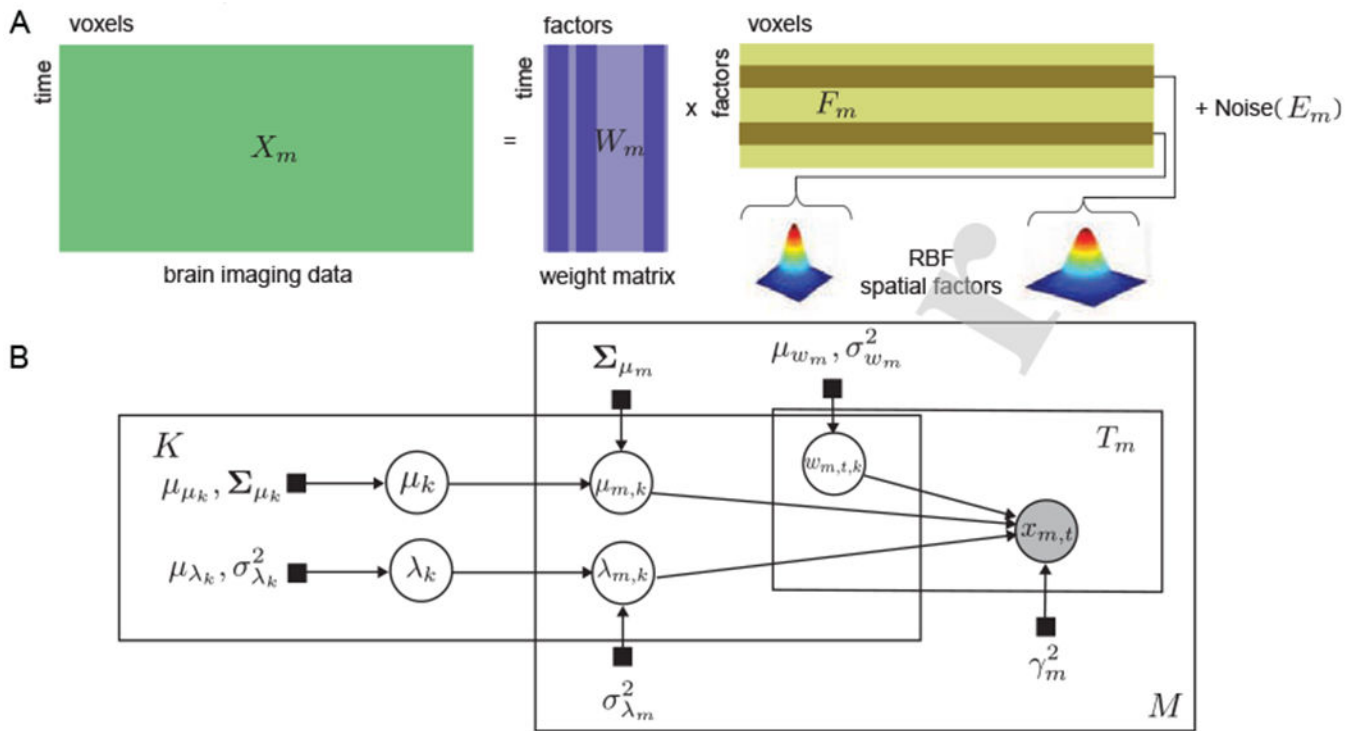 A
voxels
factors
voxels
time
time
factors
X_m
=
W_m
x
F_m
+ Noise(E_m)
brain imaging data
weight matrix
RBF
spatial factors
r
B
Σ_{μ_m}
μ_{w_m}, σ²_{w_m}
K
T_m
w_{m,t,k}
μ_{μ_k}, Σ_{μ_k}
μ_k
μ_{m,k}
x_{m,t}
μ_{λ_k}, σ²_{λ_k}
λ_k
λ_{m,k}
σ²_{λ_m}
γ²_m
M